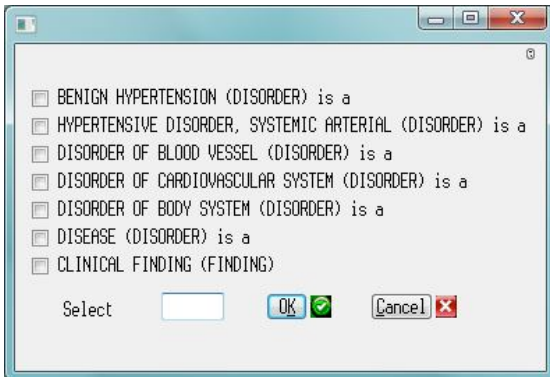 BENIGN HYPERTENSION (DISORDER) is a
HYPERTENSIVE DISORDER, SYSTEMIC ARTERIAL (DISORDER) is a
DISORDER OF BLOOD VESSEL (DISORDER) is a
DISORDER OF CARDIOVASCULAR SYSTEM (DISORDER) is a
DISORDER OF BODY SYSTEM (DISORDER) is a
DISEASE (DISORDER) is a
CLINICAL FINDING (FINDING)
Select OK Cancel